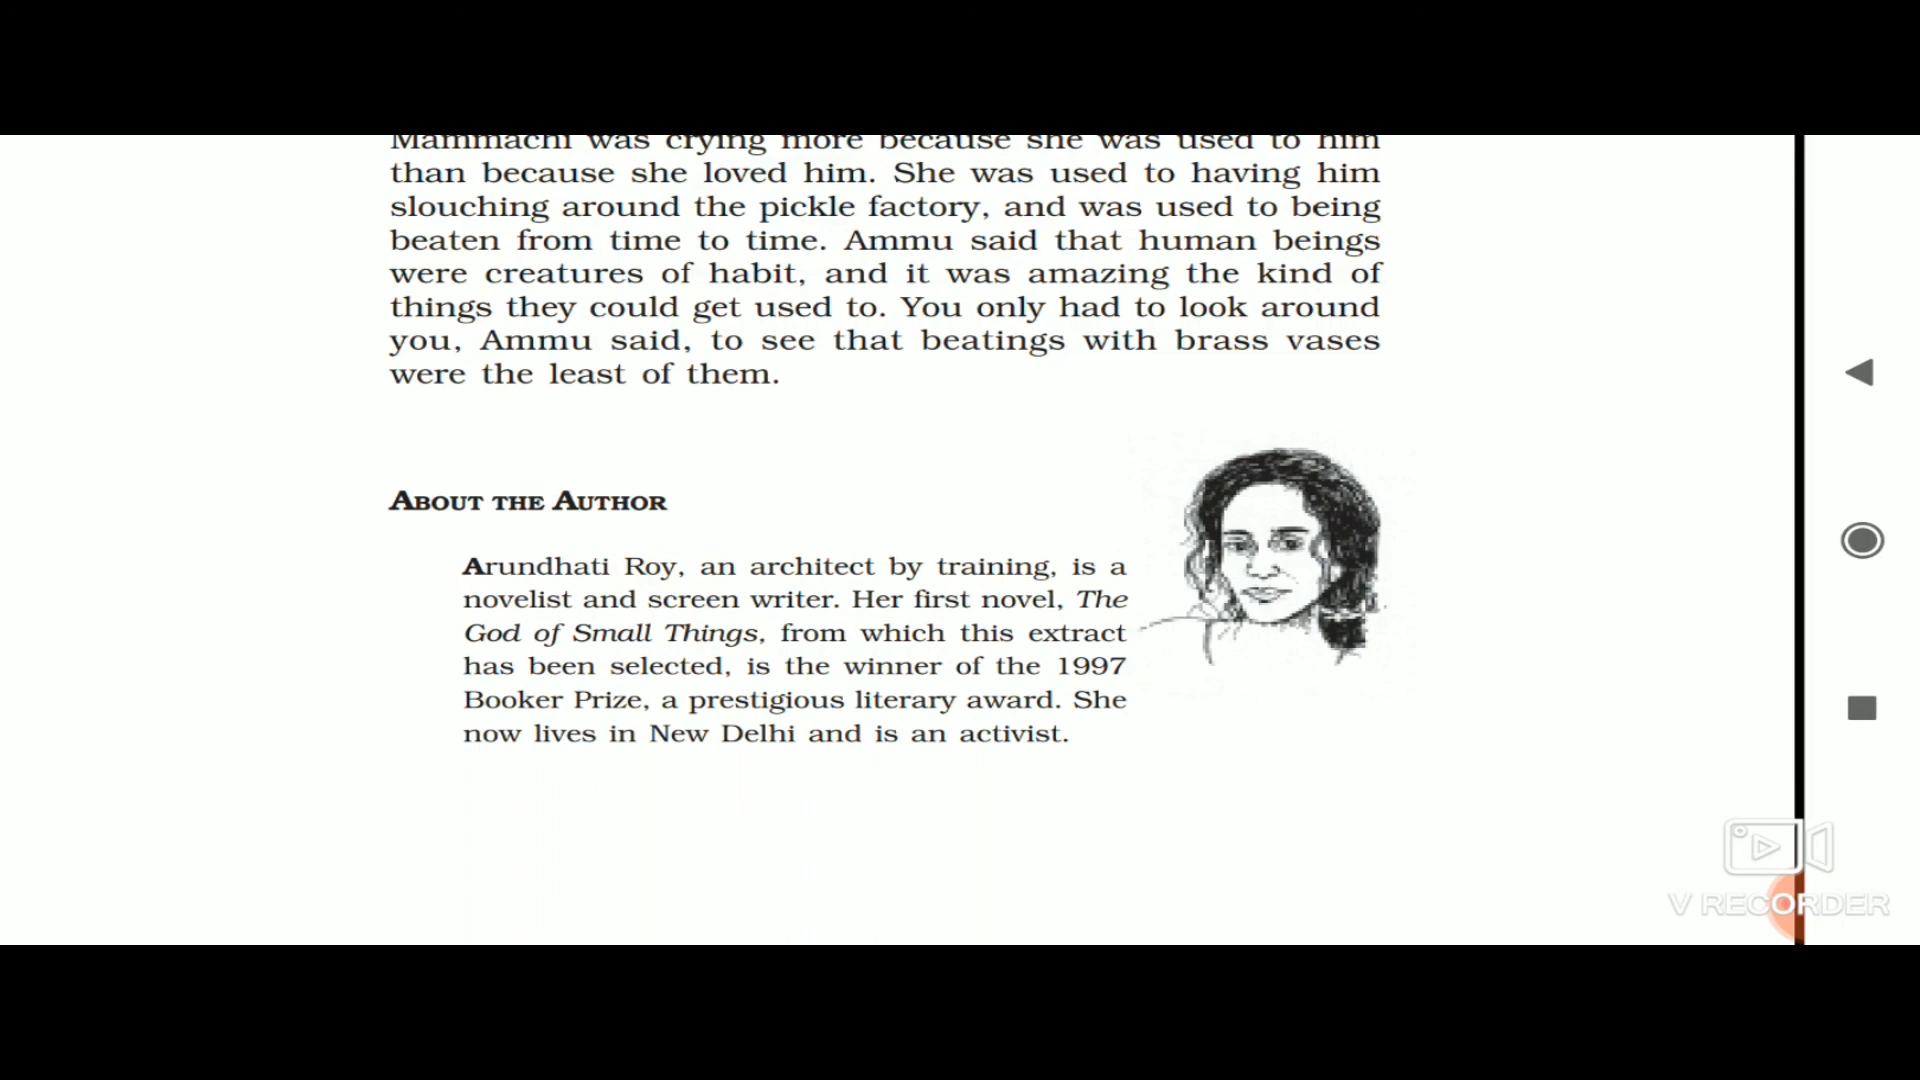 Mammachi was crying more because she was used to him
than because she loved him. She was used to having him
slouching around the pickle factory, and was used to being
beaten from time to time. Ammu said that human beings
were creatures of habit, and it was amazing the kind of
things they could get used to. You only had to look around
you, Ammu said, to see that beatings with brass vases
were the least of them.
ABOUT THE AUTHOR
Arundhati Roy, an architect by training, is a
novelist and screen writer. Her first novel, The
God of Small Things, from which this extract
has been selected, is the winner of the 1997
Booker Prize, a prestigious literary award. She
now lives in New Delhi and is an activist.
V RECORDER